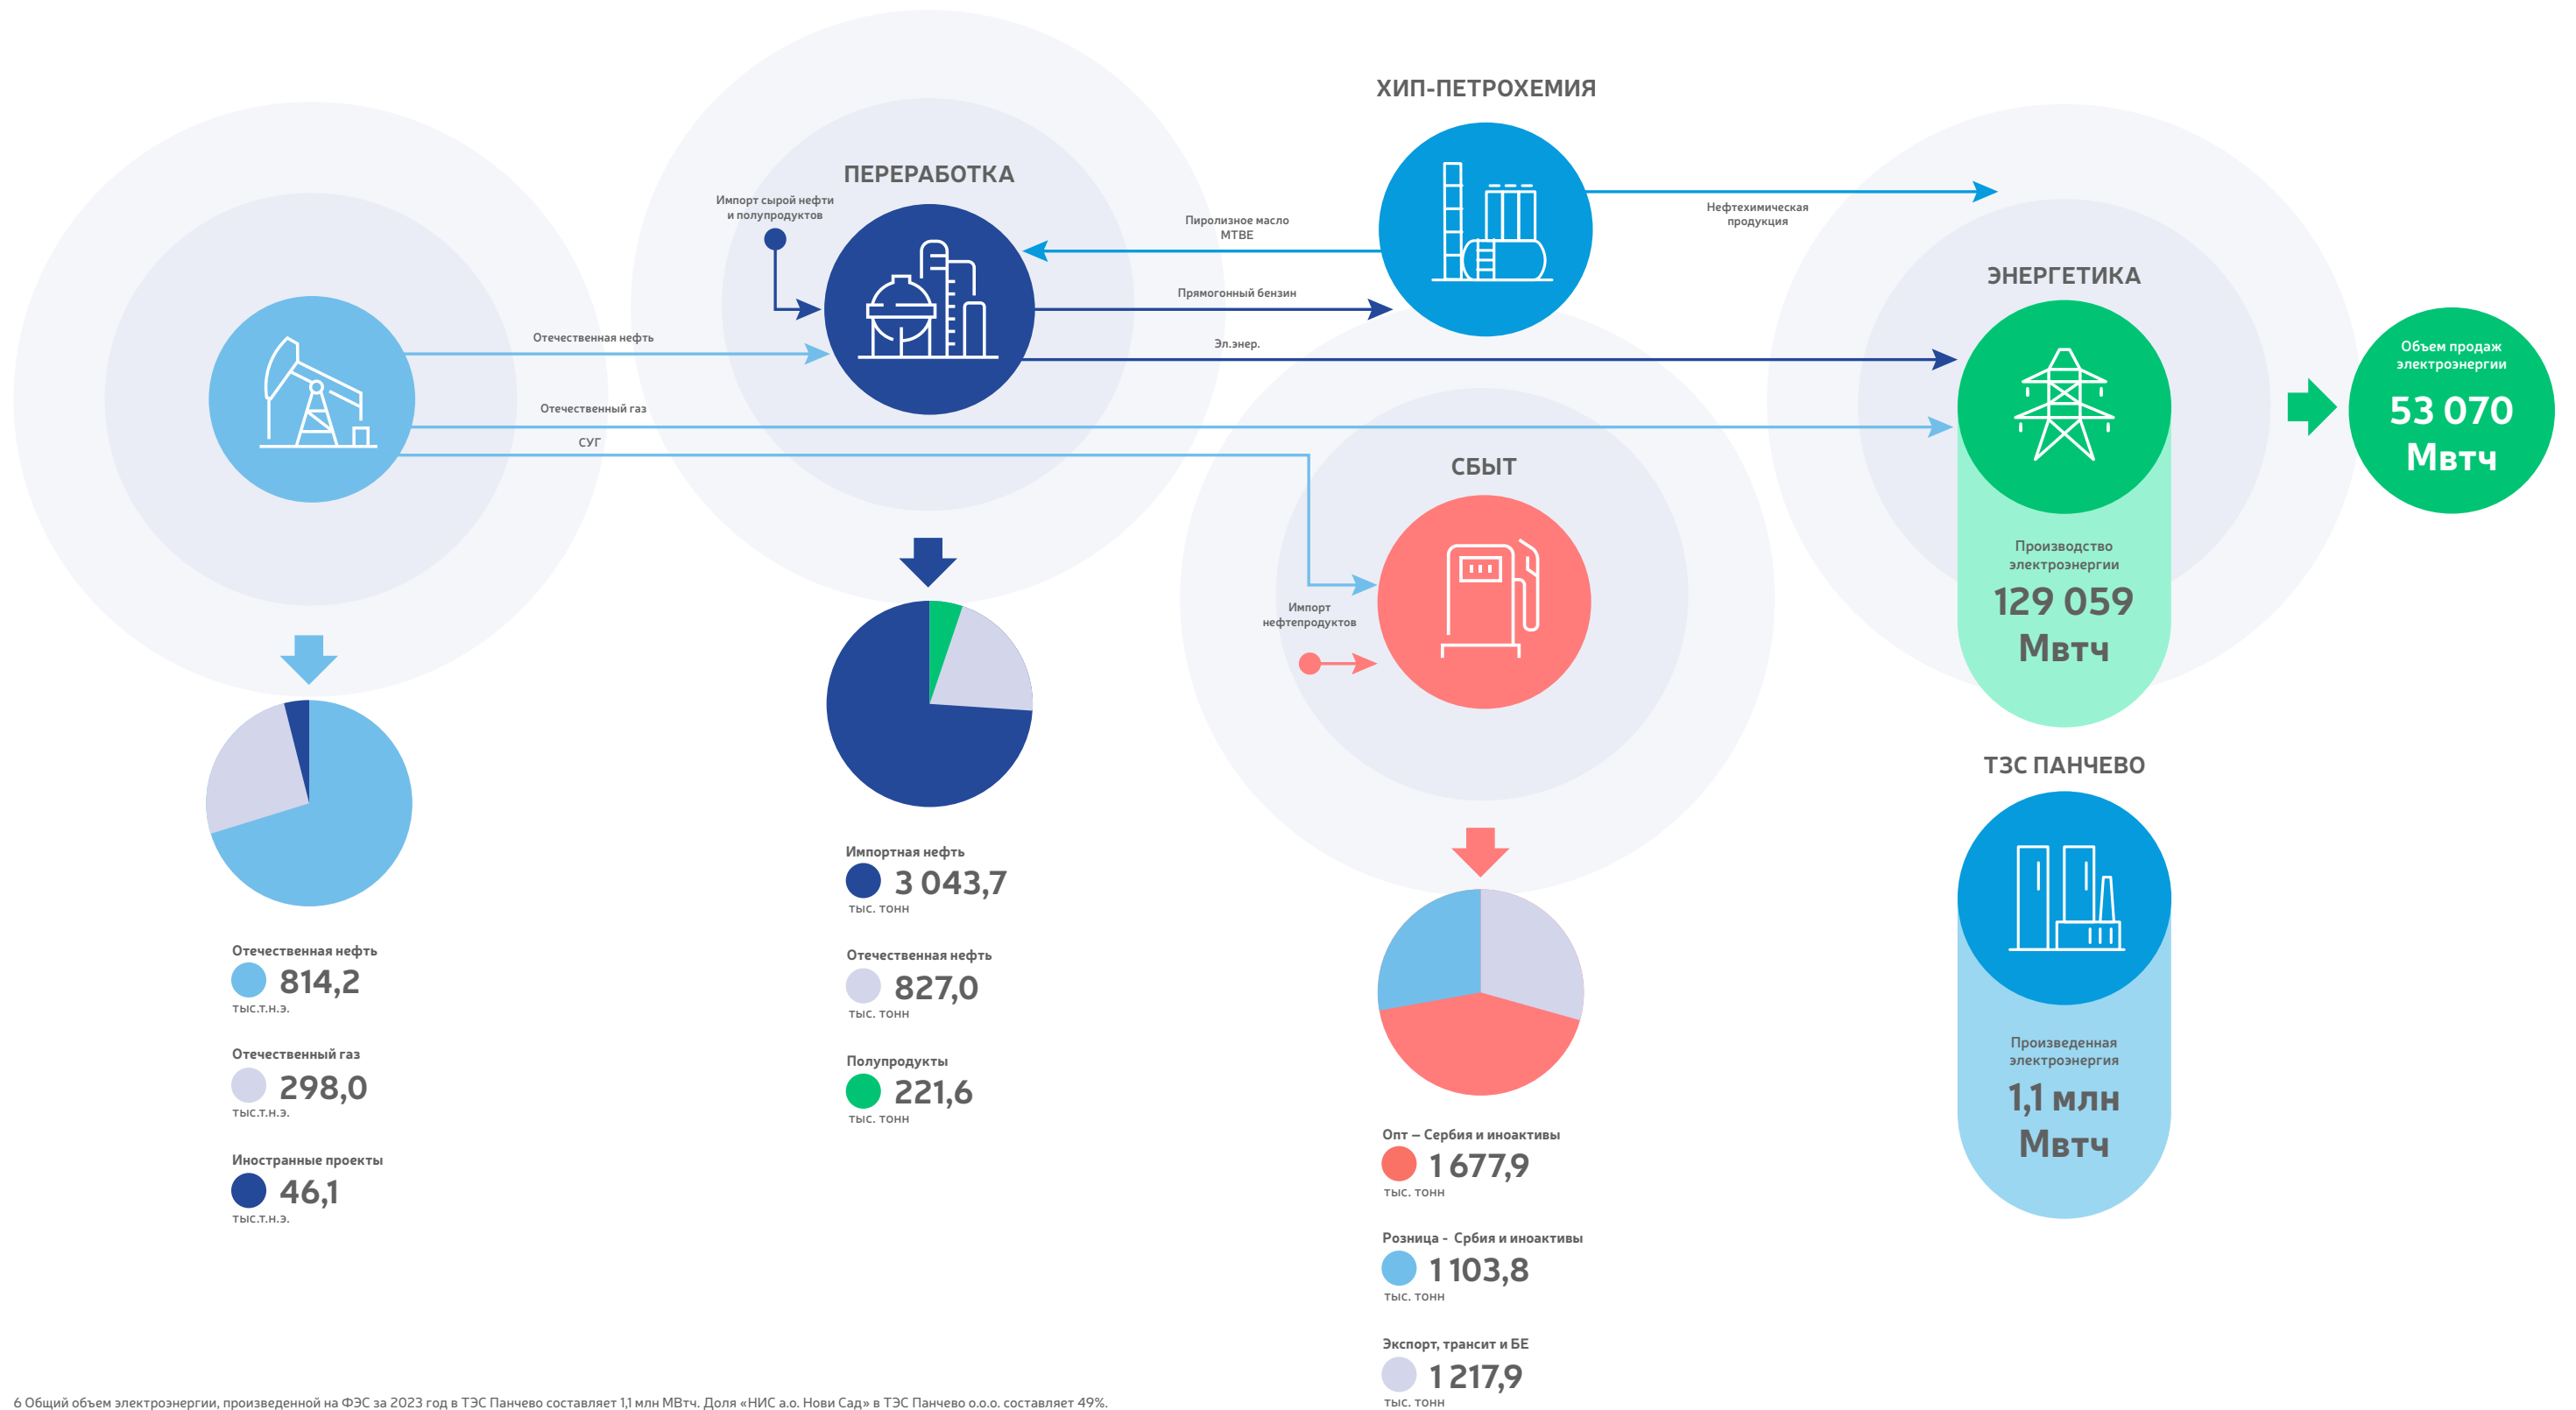 ХИП-ПЕТРОХЕМИЯ
ПЕРЕРАБОТКА
Импорт сырой нефти
и полупродуктов
Пиролизное масло
МТВЕ
Нефтехимическая
продукция
ЭНЕРГЕТИКА
Прямогонный бензин
Отечественная нефть
Эл.энер.
Объем продаж
электроэнергии
53 070
Мвтч
Отечественный газ
СУГ
СБЫТ
Производство
электроэнергии
129 059
Мвтч
Импорт
нефтепродуктов
ТЗС ПАНЧЕВО
Произведенная
электроэнергия
1,1 млн
Мвтч
Отечественная нефть
814,2
тыс.т.н.э.
Отечественный газ
298,0
тыс.т.н.э.
Иностранные проекты
46,1
тыс.т.н.э.
Импортная нефть
3 043,7
тыс. тонн
Отечественная нефть
827,0
тыс. тонн
Полупродукты
221,6
тыс. тонн
Опт – Сербия и иноактивы
1 677,9
тыс. тонн
Розница - Србия и иноактивы
1 103,8
тыс. тонн
Экспорт, транзит и БЕ
1 217,9
тыс. тонн
6 Общий объем электроэнергии, произведенной на ФЭС за 2023 год в ТЭС Панчево составляет 1,1 млн МВтч. Доля «НИС а.о. Нови Сад» в ТЭС Панчево о.о.о. составляет 49%.